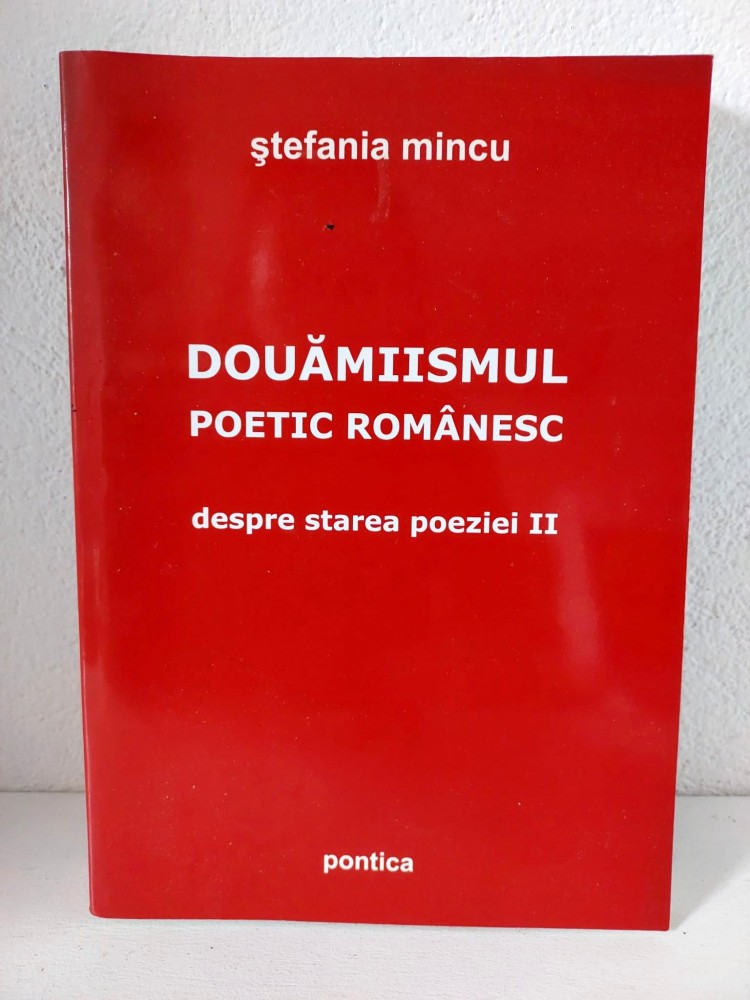 ştefania mincu
DOUĂMIISMUL
POETIC ROMÂNESC
despre starea poeziei II
pontica